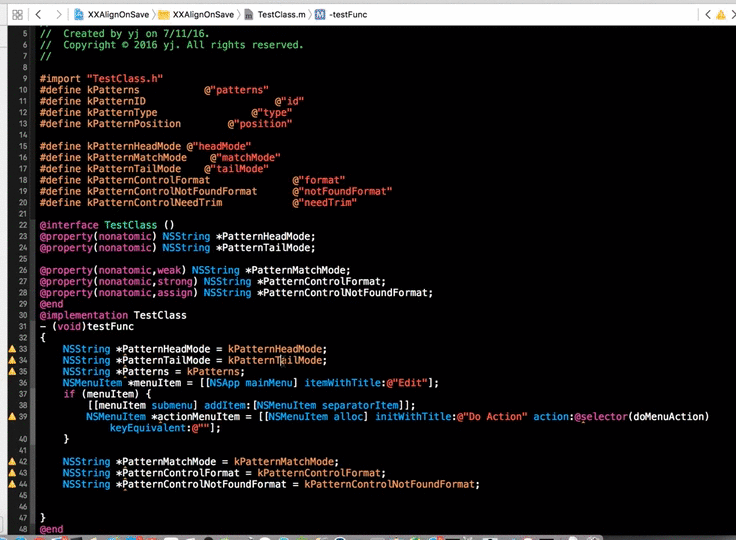 XXAlignOnSave XXAlignOnSave TestClass.m M -testFunc
5 //  Created by yj on 7/11/16.
6 //  Copyright © 2016 yj. All rights reserved.
7 //
8
9 #import "TestClass.h"
10 #define kPatterns @"patterns"
11 #define kPatternID @"id"
12 #define kPatternType @"type"
13 #define kPatternPosition @"position"
14
15 #define kPatternHeadMode @"headMode"
16 #define kPatternMatchMode @"matchMode"
17 #define kPatternTailMode @"tailMode"
18 #define kPatternControlFormat @"format"
19 #define kPatternControlNotFoundFormat @"notFoundFormat"
20 #define kPatternControlNeedTrim @"needTrim"
21
22 @interface TestClass ()
23 @property(nonatomic) NSString *PatternHeadMode;
24 @property(nonatomic) NSString *PatternTailMode;
25
26 @property(nonatomic,weak) NSString *PatternMatchMode;
27 @property(nonatomic,strong) NSString *PatternControlFormat;
28 @property(nonatomic,assign) NSString *PatternControlNotFoundFormat;
29 @end
30 @implementation TestClass
31 - (void)testFunc
32 {
33 NSString *PatternHeadMode = kPatternHeadMode;
34 NSString *PatternTailMode = kPatternTailMode;
35 NSString *Patterns = kPatterns;
36 NSMenuItem *menuItem = [[NSApp mainMenu] itemWithTitle:@"Edit"];
37 if (menuItem) {
38 [[menuItem submenu] addItem:[NSMenuItem separatorItem]];
39 NSMenuItem *actionMenuItem = [[NSMenuItem alloc] initWithTitle:@"Do Action" action:@selector(doMenuAction)
keyEquivalent:@""];
40 }
41
42 NSString *PatternMatchMode = kPatternMatchMode;
43 NSString *PatternControlFormat = kPatternControlFormat;
44 NSString *PatternControlNotFoundFormat = kPatternControlNotFoundFormat;
45
46
47 }
48 @end